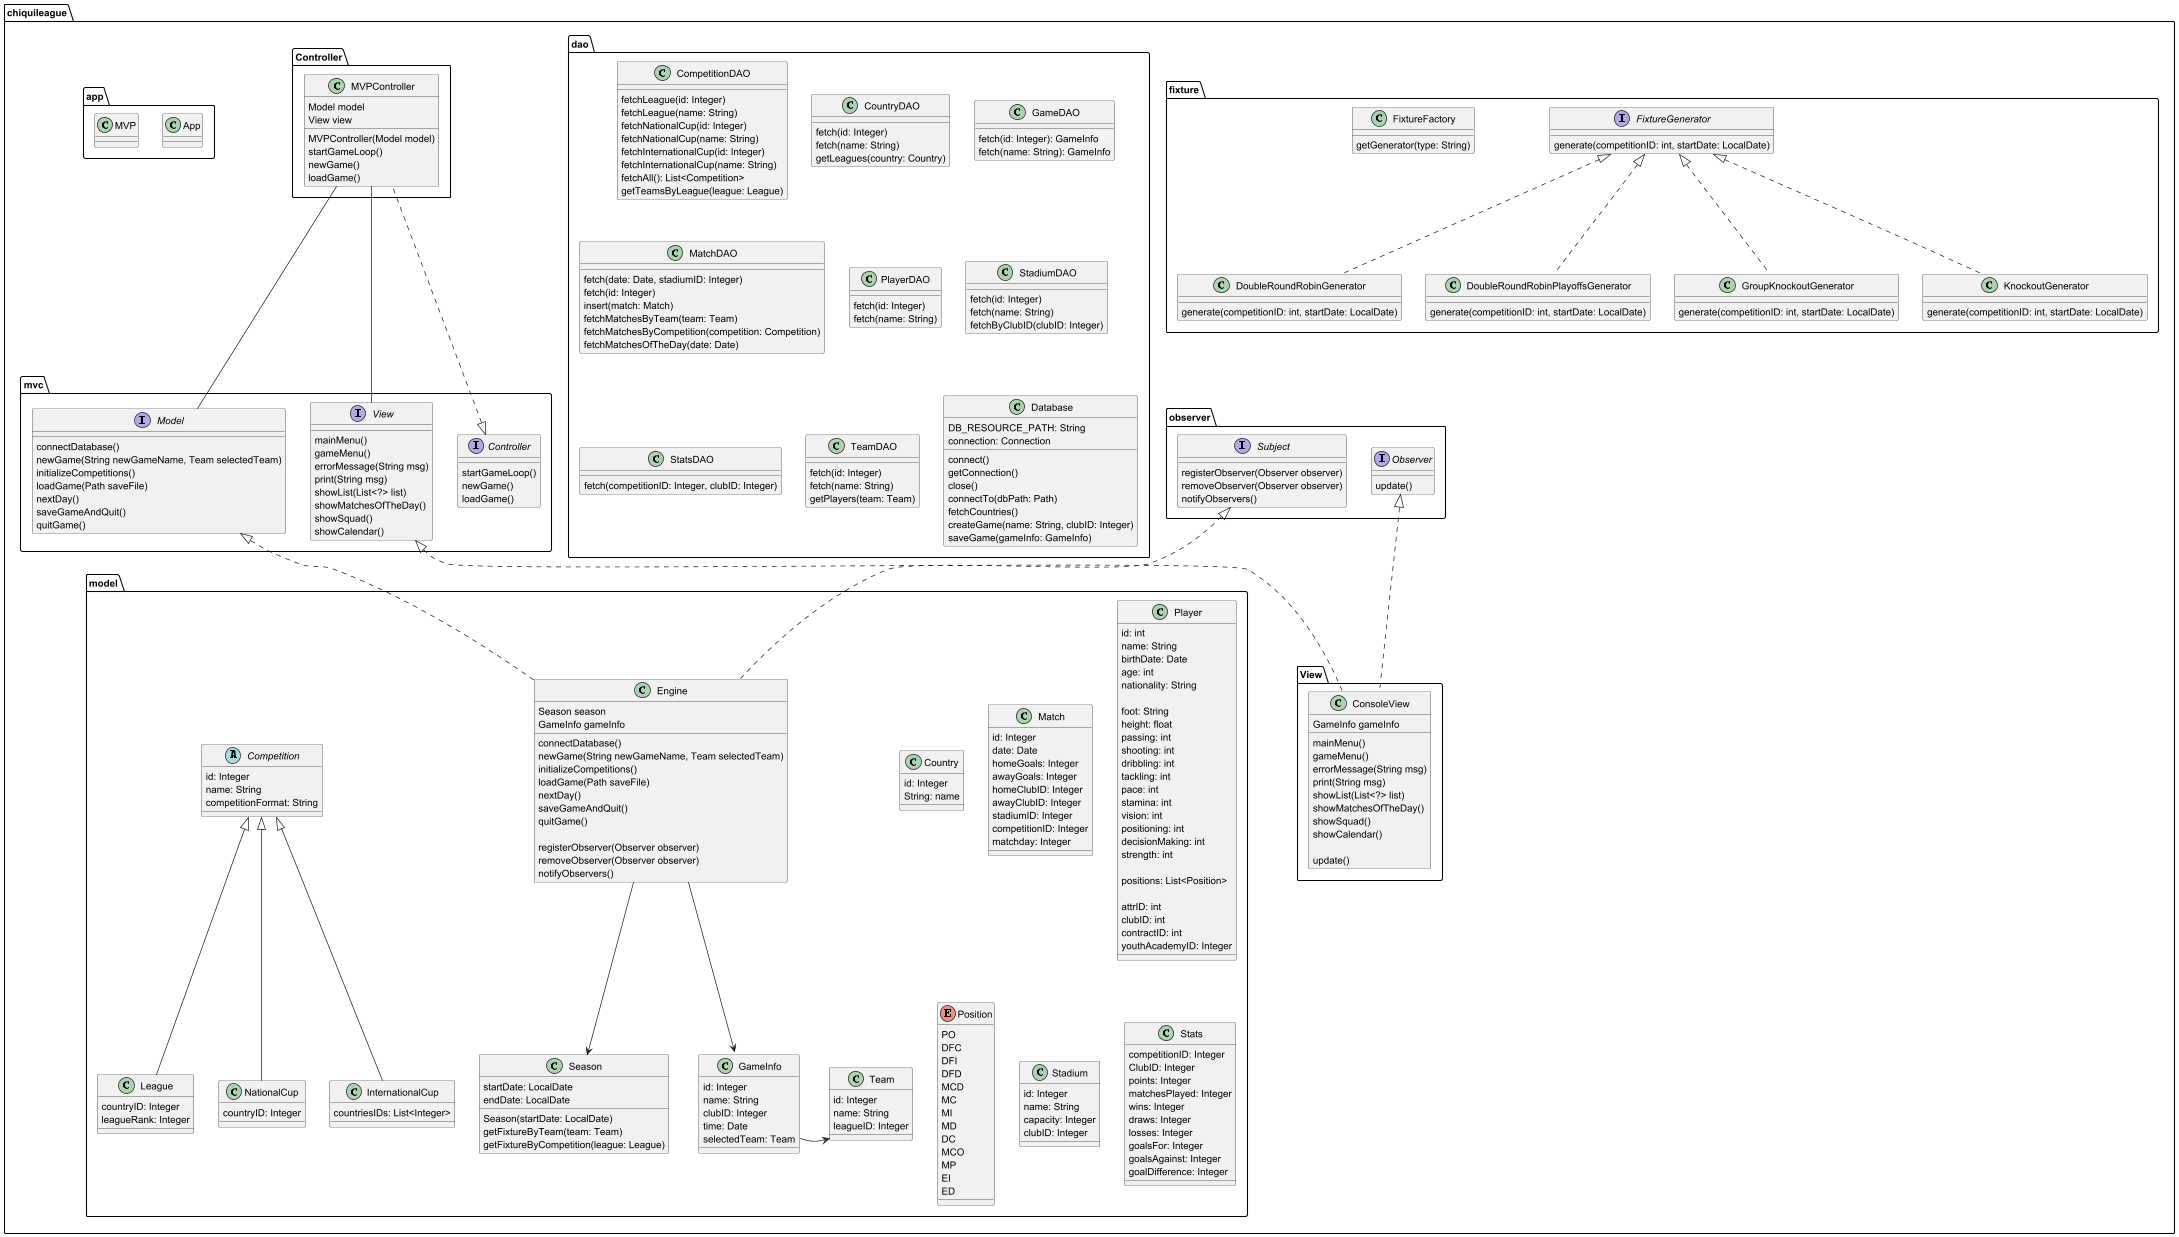 chiquileague
app
C MVP
C App
Controller
C MVPController
Model model
View view
MVPController(Model model)
startGameLoop()
newGame()
loadGame()
dao
C CompetitionDAO
fetchLeague(id: Integer)
fetchLeague(name: String)
fetchNationalCup(id: Integer)
fetchNationalCup(name: String)
fetchInternationalCup(id: Integer)
fetchInternationalCup(name: String)
fetchAll(): List<Competition>
getTeamsByLeague(league: League)
C CountryDAO
fetch(id: Integer)
fetch(name: String)
getLeagues(country: Country)
C GameDAO
fetch(id: Integer): GameInfo
fetch(name: String): GameInfo
C MatchDAO
fetch(date: Date, stadiumID: Integer)
fetch(id: Integer)
insert(match: Match)
fetchMatchesByTeam(team: Team)
fetchMatchesByCompetition(competition: Competition)
fetchMatchesOfTheDay(date: Date)
C PlayerDAO
fetch(id: Integer)
fetch(name: String)
C StadiumDAO
fetch(id: Integer)
fetch(name: String)
fetchByClubID(clubID: Integer)
C StatsDAO
fetch(competitionID: Integer, clubID: Integer)
C TeamDAO
fetch(id: Integer)
fetch(name: String)
getPlayers(team: Team)
C Database
DB_RESOURCE_PATH: String
connection: Connection
connect()
getConnection()
close()
connectTo(dbPath: Path)
fetchCountries()
createGame(name: String, clubID: Integer)
saveGame(gameInfo: GameInfo)
fixture
C FixtureFactory
getGenerator(type: String)
I FixtureGenerator
generate(competitionID: int, startDate: LocalDate)
C DoubleRoundRobinGenerator
generate(competitionID: int, startDate: LocalDate)
C DoubleRoundRobinPlayoffsGenerator
generate(competitionID: int, startDate: LocalDate)
C GroupKnockoutGenerator
generate(competitionID: int, startDate: LocalDate)
C KnockoutGenerator
generate(competitionID: int, startDate: LocalDate)
mvc
I Model
connectDatabase()
newGame(String newGameName, Team selectedTeam)
initializeCompetitions()
loadGame(Path saveFile)
nextDay()
saveGameAndQuit()
quitGame()
I View
mainMenu()
gameMenu()
errorMessage(String msg)
print(String msg)
showList(List<?> list)
showMatchesOfTheDay()
showSquad()
showCalendar()
I Controller
startGameLoop()
newGame()
loadGame()
observer
I Subject
registerObserver(Observer observer)
removeObserver(Observer observer)
notifyObservers()
I Observer
update()
model
A Competition
id: Integer
name: String
competitionFormat: String
C Engine
Season season
GameInfo gameInfo
connectDatabase()
newGame(String newGameName, Team selectedTeam)
initializeCompetitions()
loadGame(Path saveFile)
nextDay()
saveGameAndQuit()
quitGame()
registerObserver(Observer observer)
removeObserver(Observer observer)
notifyObservers()
C Country
id: Integer
String: name
C Match
id: Integer
date: Date
homeGoals: Integer
awayGoals: Integer
homeClubID: Integer
awayClubID: Integer
stadiumID: Integer
competitionID: Integer
matchday: Integer
C Player
id: int
name: String
birthDate: Date
age: int
nationality: String
foot: String
height: float
passing: int
shooting: int
dribbling: int
tackling: int
pace: int
stamina: int
vision: int
positioning: int
decisionMaking: int
strength: int
positions: List<Position>
attrID: int
clubID: int
contractID: int
youthAcademyID: Integer
View
C ConsoleView
GameInfo gameInfo
mainMenu()
gameMenu()
errorMessage(String msg)
print(String msg)
showList(List<?> list)
showMatchesOfTheDay()
showSquad()
showCalendar()
update()
C League
countryID: Integer
leagueRank: Integer
C NationalCup
countryID: Integer
C InternationalCup
countriesIDs: List<Integer>
C Season
startDate: LocalDate
endDate: LocalDate
Season(startDate: LocalDate)
getFixtureByTeam(team: Team)
getFixtureByCompetition(league: League)
C GameInfo
id: Integer
name: String
clubID: Integer
time: Date
selectedTeam: Team
C Team
id: Integer
name: String
leagueID: Integer
E Position
PO
DFC
DFI
DFD
MCD
MC
MI
MD
DC
MCO
MP
EI
ED
C Stadium
id: Integer
name: String
capacity: Integer
clubID: Integer
C Stats
competitionID: Integer
ClubID: Integer
points: Integer
matchesPlayed: Integer
wins: Integer
draws: Integer
losses: Integer
goalsFor: Integer
goalsAgainst: Integer
goalDifference: Integer